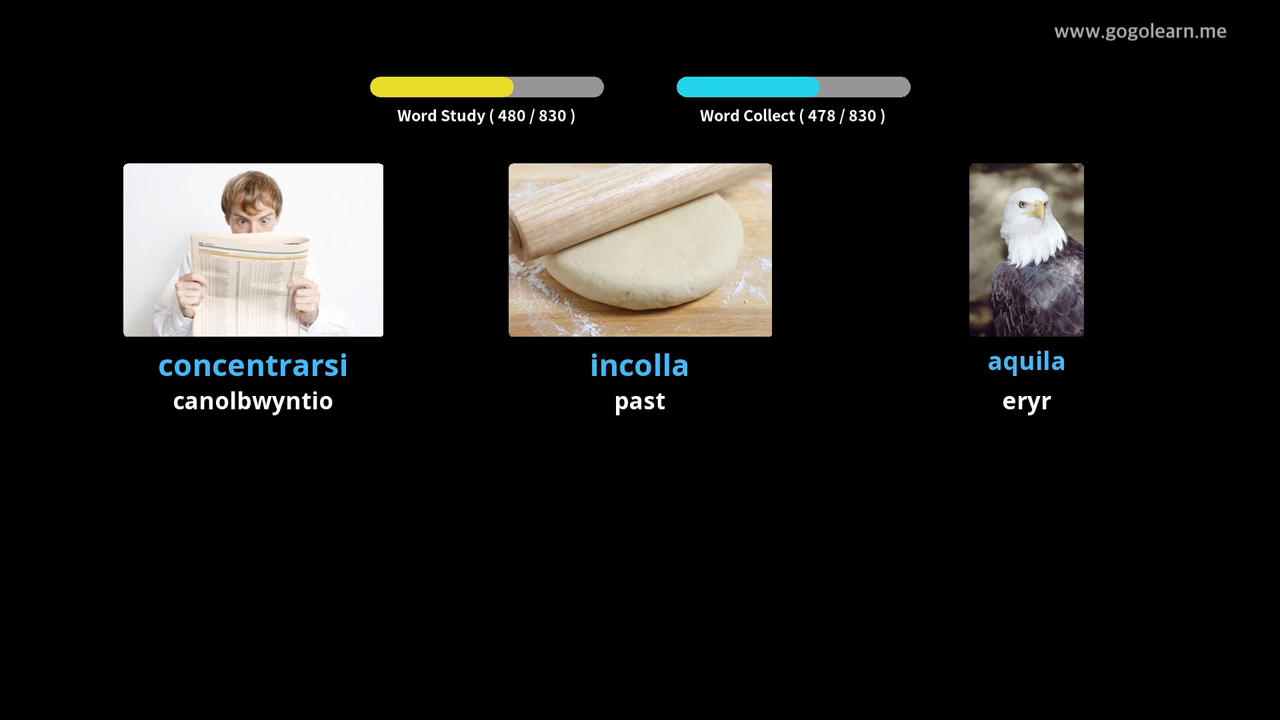 www.gogolearn.me
Word Study ( 480 / 830 )
Word Collect ( 478 / 830 )
concentrarsi
incolla
aquila
canolbwyntio
past
eryr